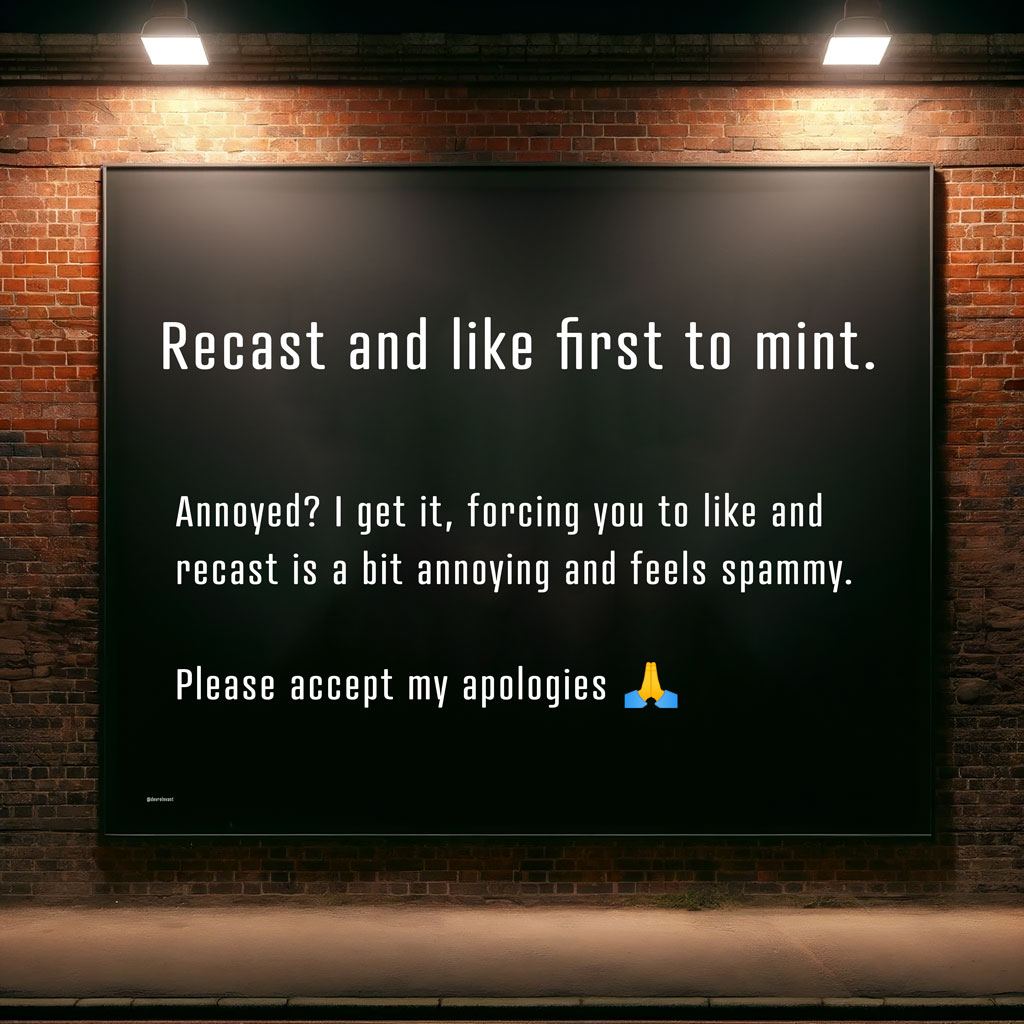 Recast and like first to mint.
Annoyed? I get it, forcing you to like and
recast is a bit annoying and feels spammy.
Please accept my apologies 🙏